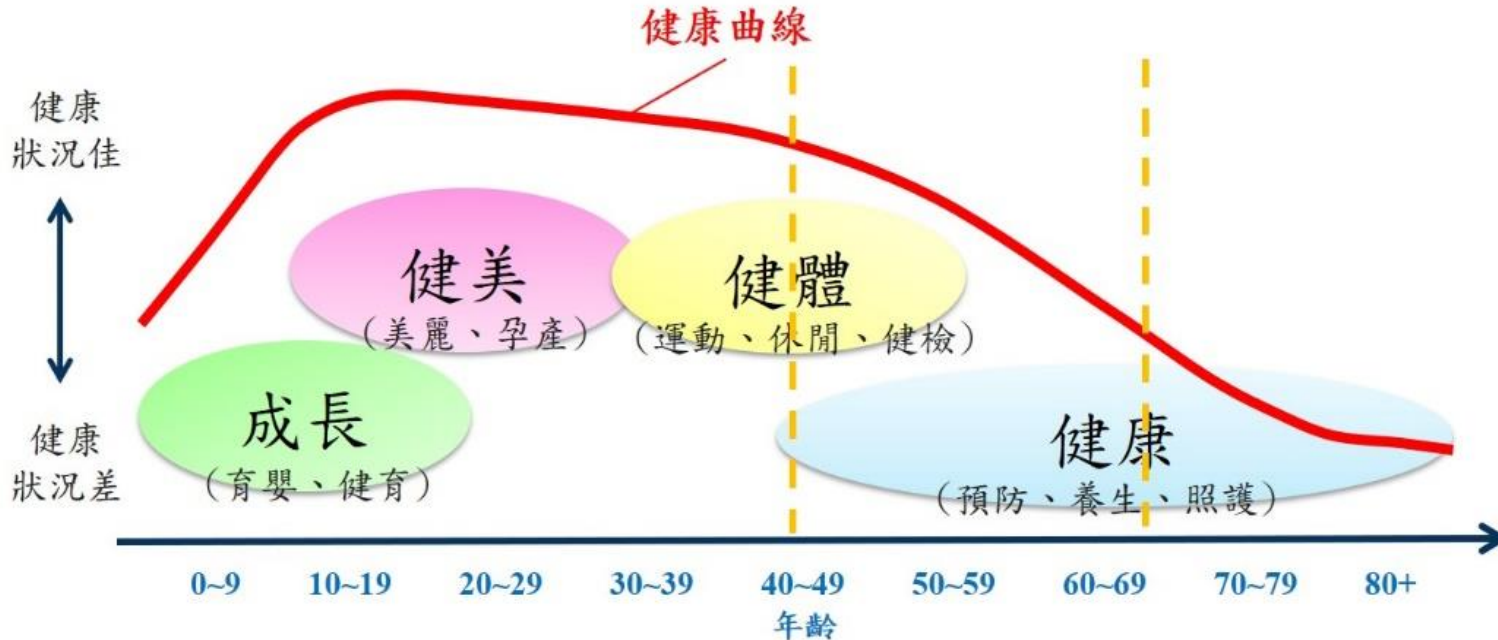 健康曲線
健康
狀況佳
健美
(美麗、孕產)
健體
(運動、休閒、健檢)
成長
(育嬰、健育)
健康
(預防、養生、照護)
健康
狀況差
0~9 10~19 20~29 30~39 40~49 50~59 60~69 70~79 80+
年齡